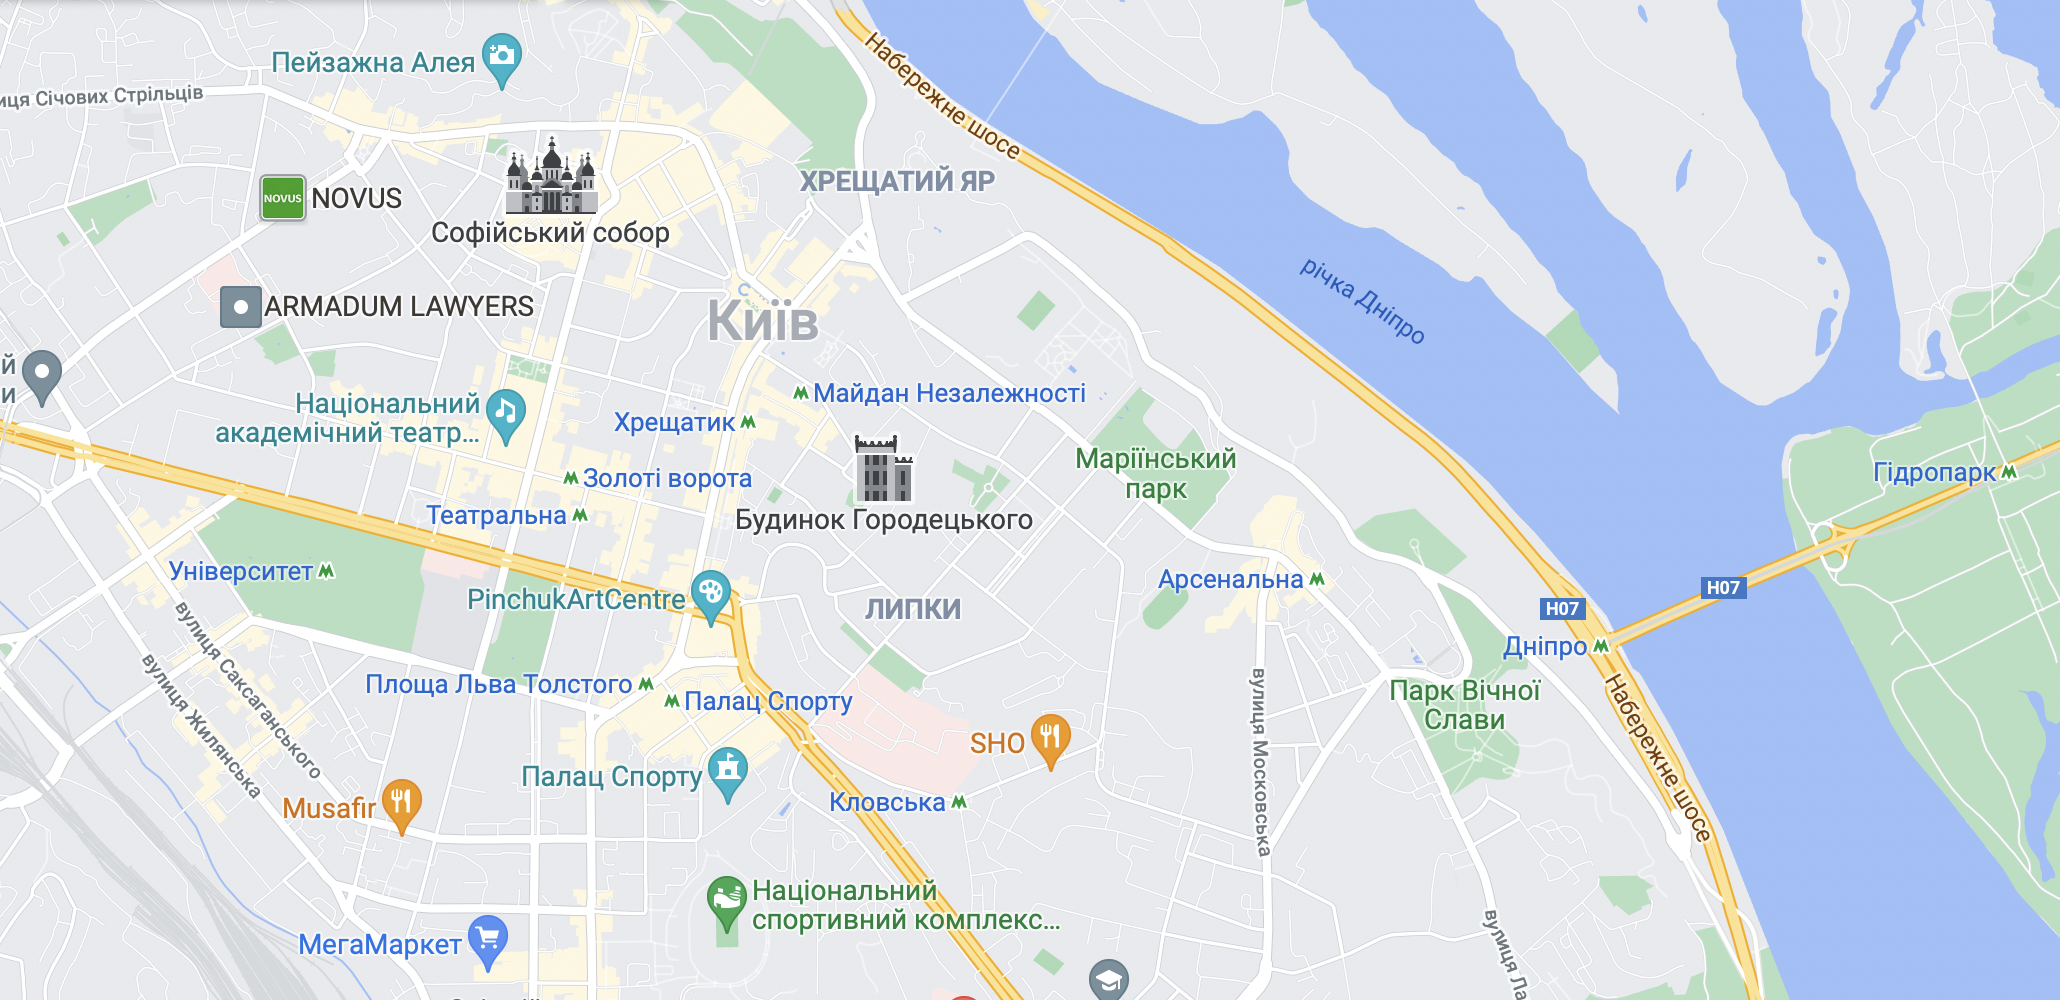 Пейзажна Алея
иця Січових Стрільців
Набережне шосе
ХРЕЩАТИЙ ЯР
NOVUS
NOVUS
Софійський собор
річка Дніпро
ARMADUM LAWYERS
Київ
й
и
Національний
академічний театр...
Майдан Незалежності
Хрещатик
Маріїнський
парк
Гідропарк
Золоті ворота
Театральна
Будинок Городецького
Університет
PinchukArtCentre
Арсенальна
ЛИПКИ
H07
H07
Дніпро
вулиця Саксаганського
вулиця Жилянська
Площа Льва Толстого
Палац Спорту
вулиця Московська
Парк Вічної
Слави
Набережне шосе
SHO
Палац Спорту
Кловська
Musafir
Національний
спортивний комплекс...
МегаМаркет
вулиця Ла